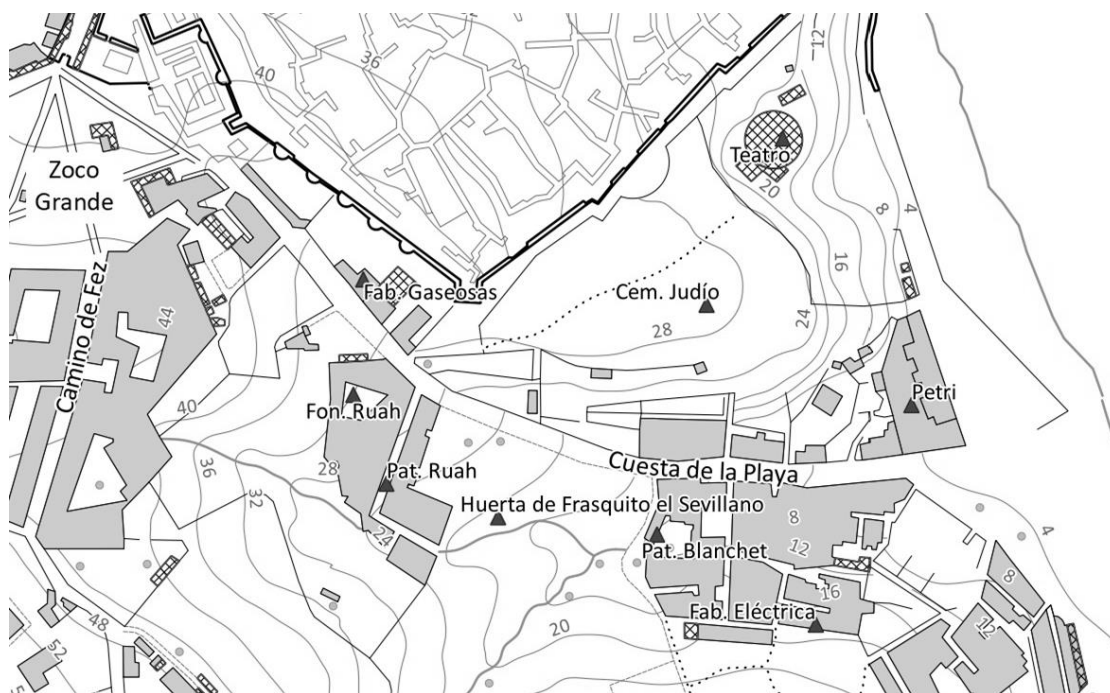 12
36
40
Teatro
20
Zoco
Grande
8
4
16
Camino de Fez
44
Fab. Gaseosas
Cem. Judío
28
24
40
Fon. Ruah
Petri
36
28
32
Pat. Ruah
Cuesta de la Playa
Huerta de Frasquito el Sevillano
8
4
24
Pat. Blanchet
12
8
16
Fab. Eléctrica
20
12
48
52